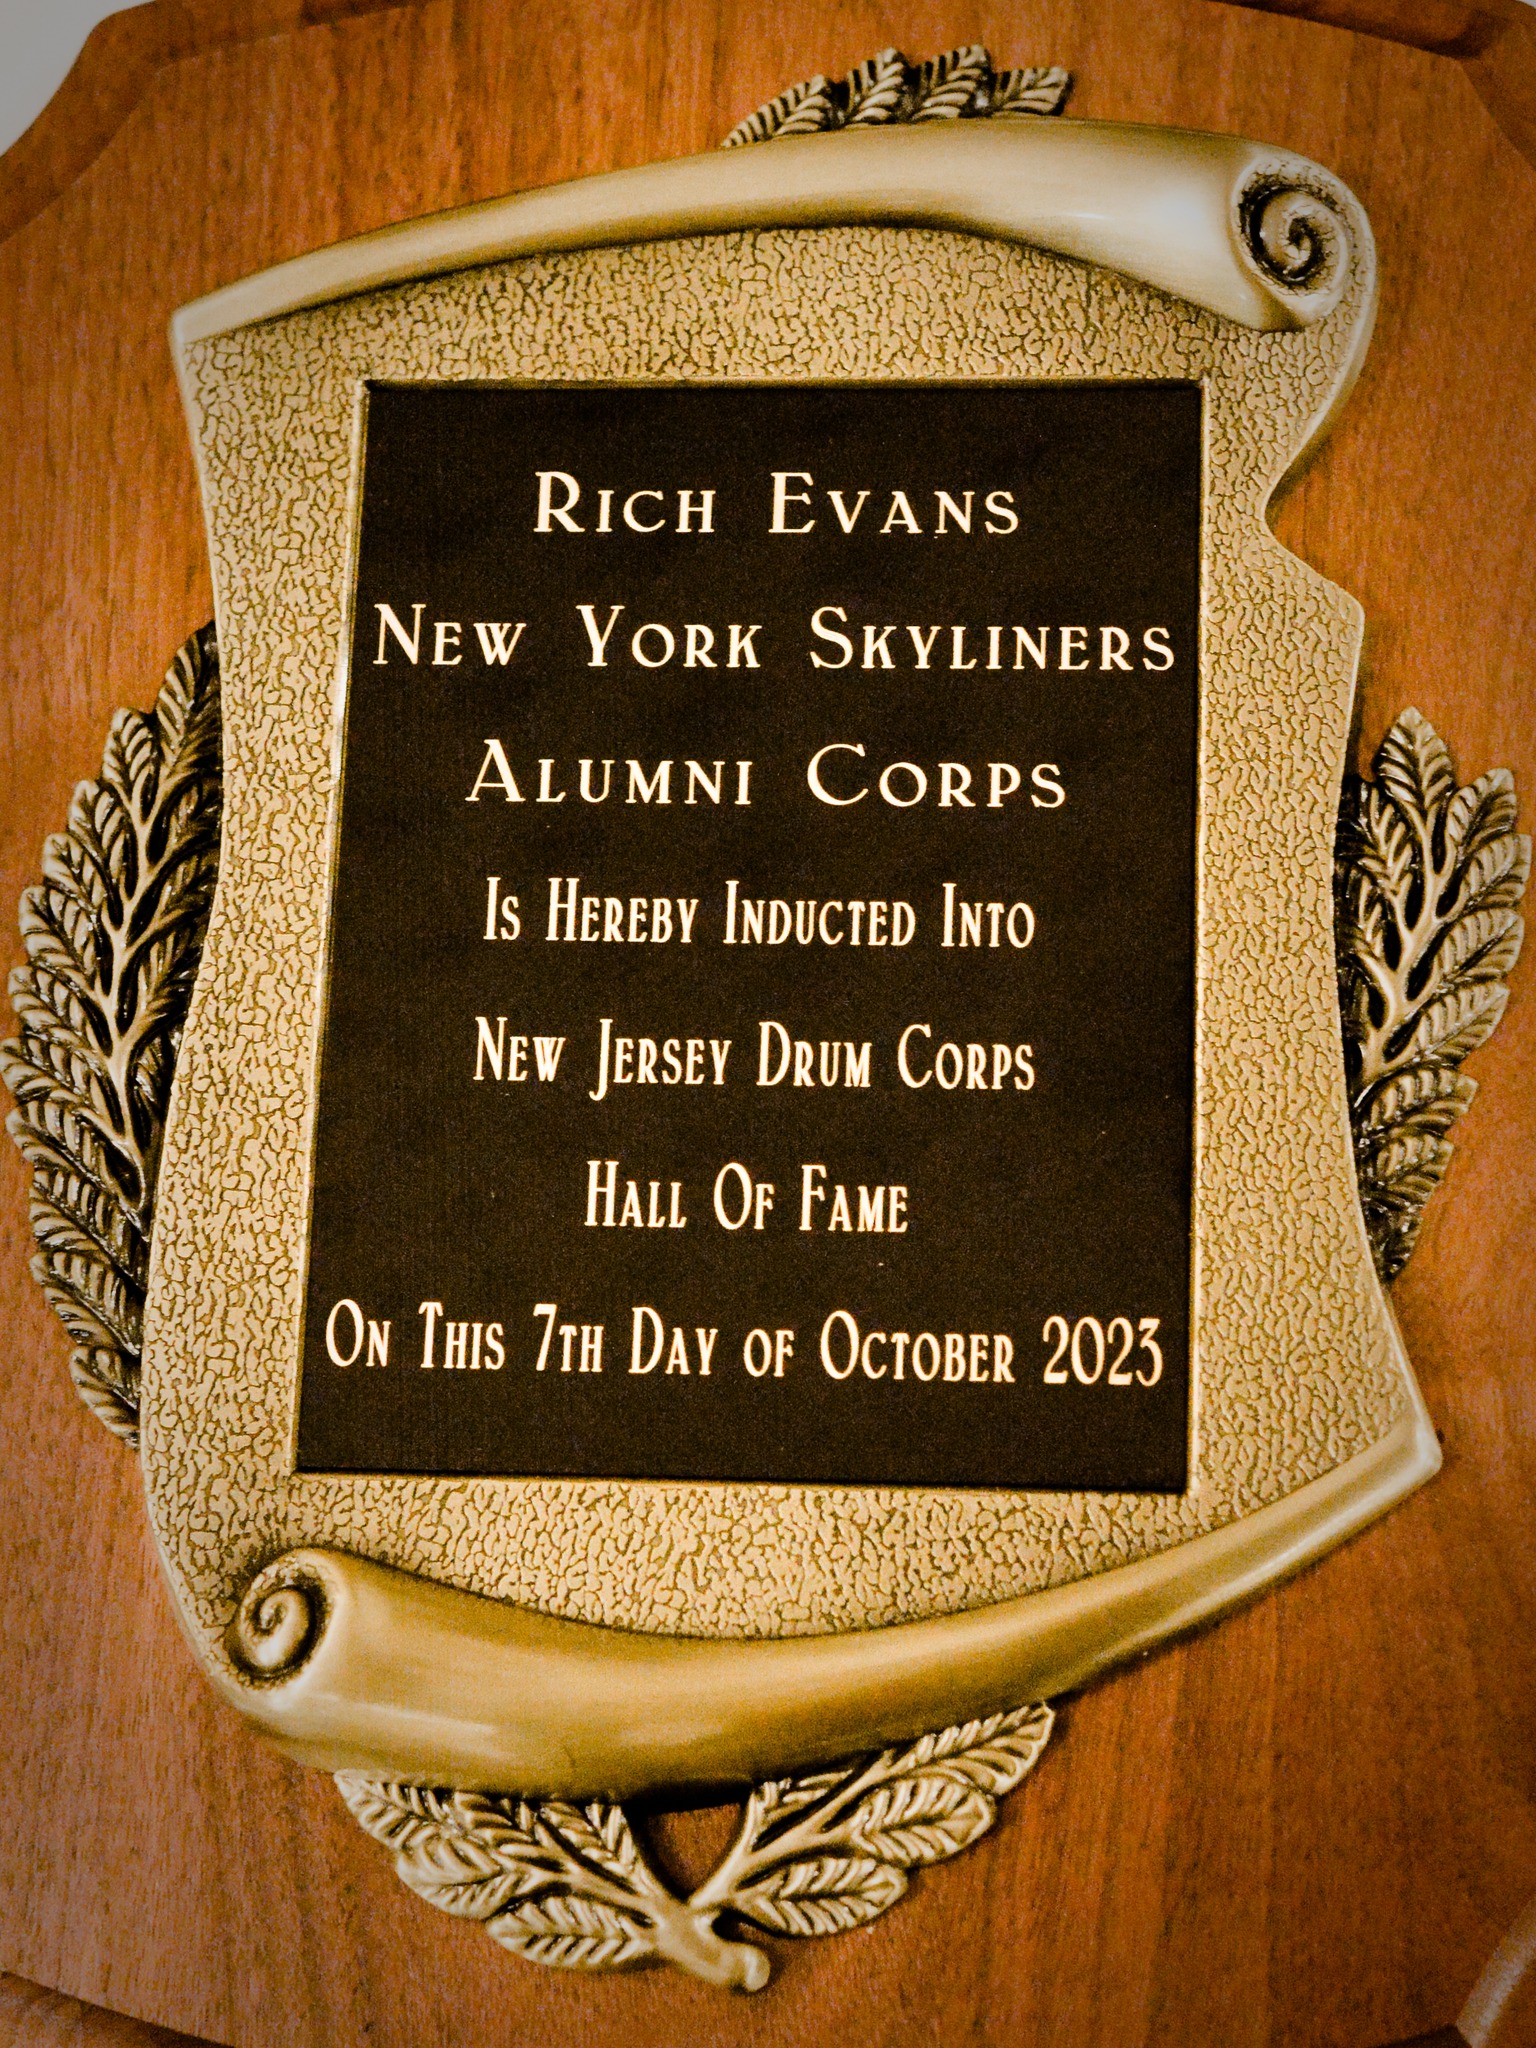 Rich Evans
New York Skyliners
Alumni Corps
Is Hereby Inducted Into
New Jersey Drum Corps
Hall Of Fame
On This 7th Day of October 2023